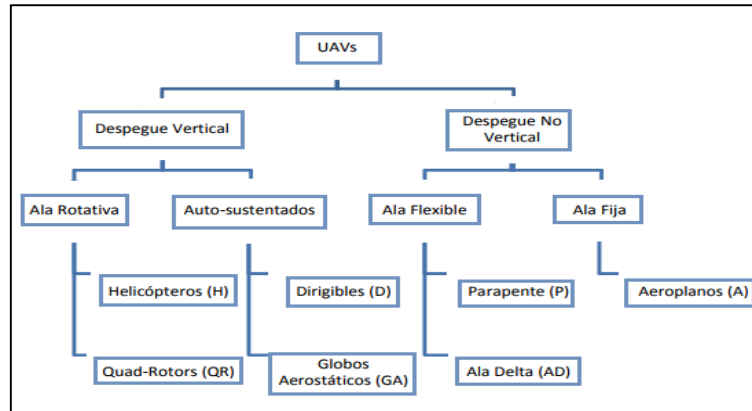 UAVs
Despegue Vertical
Despegue No
Vertical
Ala Rotativa
Auto-sustentados
Ala Flexible
Ala Fija
Helicópteros (H)
Dirigibles (D)
Parapente (P)
Aeroplanos (A)
Quad-Rotors (QR)
Globos
Aerostáticos (GA)
Ala Delta (AD)